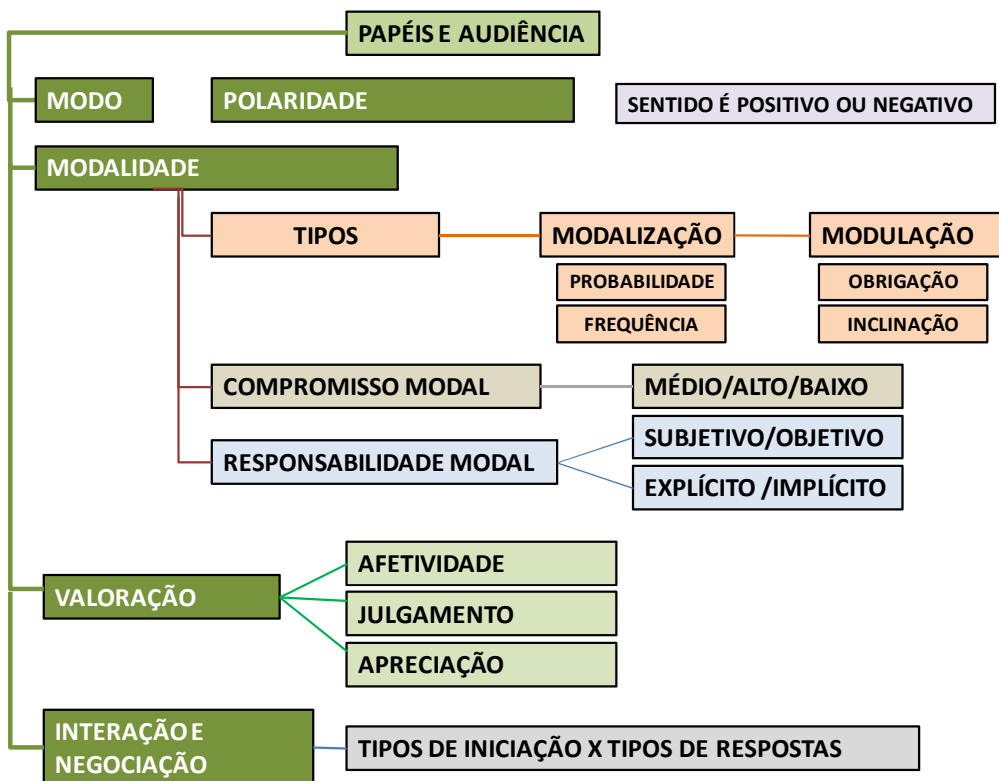 PAPÉIS E AUDIÊNCIA
MODO
POLARIDADE
SENTIDO É POSITIVO OU NEGATIVO
MODALIDADE
TIPOS
MODALIZAÇÃO
MODULAÇÃO
PROBABILIDADE
OBRIGAÇÃO
FREQUÊNCIA
INCLINAÇÃO
COMPROMISSO MODAL
MÉDIO/ALTO/BAIXO
RESPONSABILIDADE MODAL
SUBJETIVO/OBJETIVO
EXPLÍCITO /IMPLÍCITO
VALORAÇÃO
AFETIVIDADE
JULGAMENTO
APRECIAÇÃO
INTERAÇÃO E
NEGOCIAÇÃO
TIPOS DE INICIAÇÃO X TIPOS DE RESPOSTAS